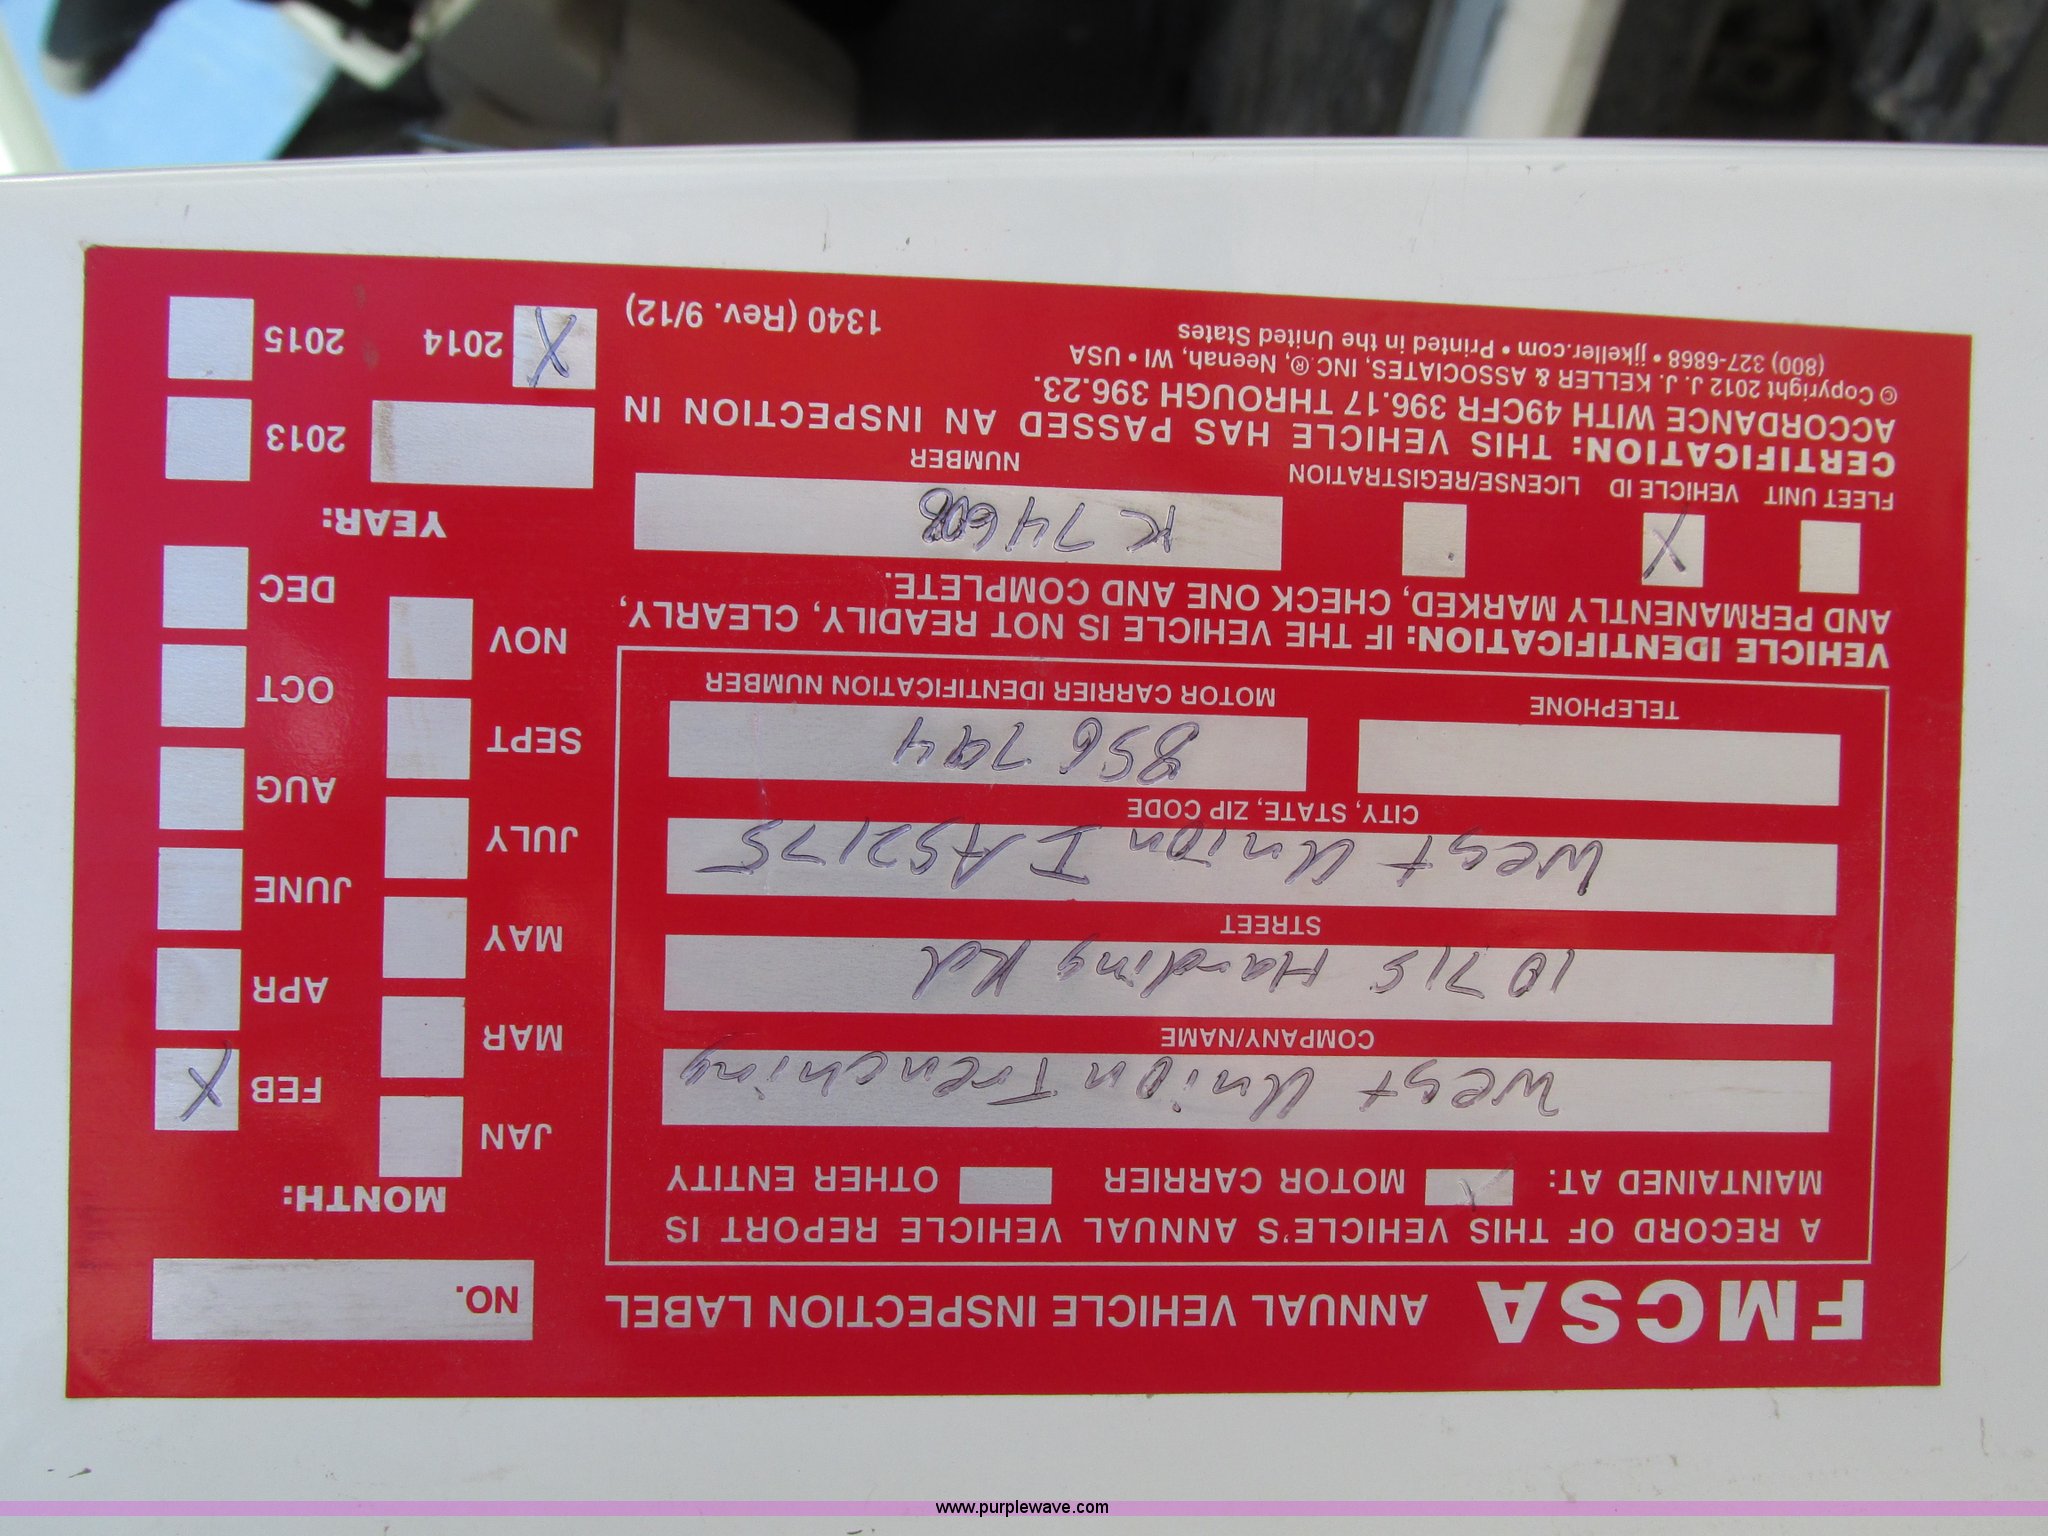 FMCSA ANNUAL VEHICLE INSPECTION LABEL
A RECORD OF THIS VEHICLE'S ANNUAL VEHICLE REPORT IS
MAINTAINED AT: X MOTOR CARRIER OTHER ENTITY
West Union Trenching
COMPANY/NAME
10715 Harding Rd
STREET
West Union IA 52175
CITY, STATE, ZIP CODE
856794
TELEPHONE MOTOR CARRIER IDENTIFICATION NUMBER
VEHICLE IDENTIFICATION: IF THE VEHICLE IS NOT READILY, CLEARLY,
AND PERMANENTLY MARKED, CHECK ONE AND COMPLETE.
X K74608
FLEET UNIT VEHICLE ID LICENSE/REGISTRATION NUMBER
CERTIFICATION: THIS VEHICLE HAS PASSED AN INSPECTION IN
ACCORDANCE WITH 49CFR 396.17 THROUGH 396.23.
© Copyright 2012 J. J. KELLER & ASSOCIATES, INC.®, Neenah, WI • USA
(800) 327-6868 • jjkeller.com • Printed in the United States
1340 (Rev. 9/12)
NO.
MONTH:
JAN
FEB X
MAR
APR
MAY
JUNE
JULY
AUG
SEPT
OCT
NOV
DEC
YEAR:
2013
X 2014 2015
www.purplewave.com